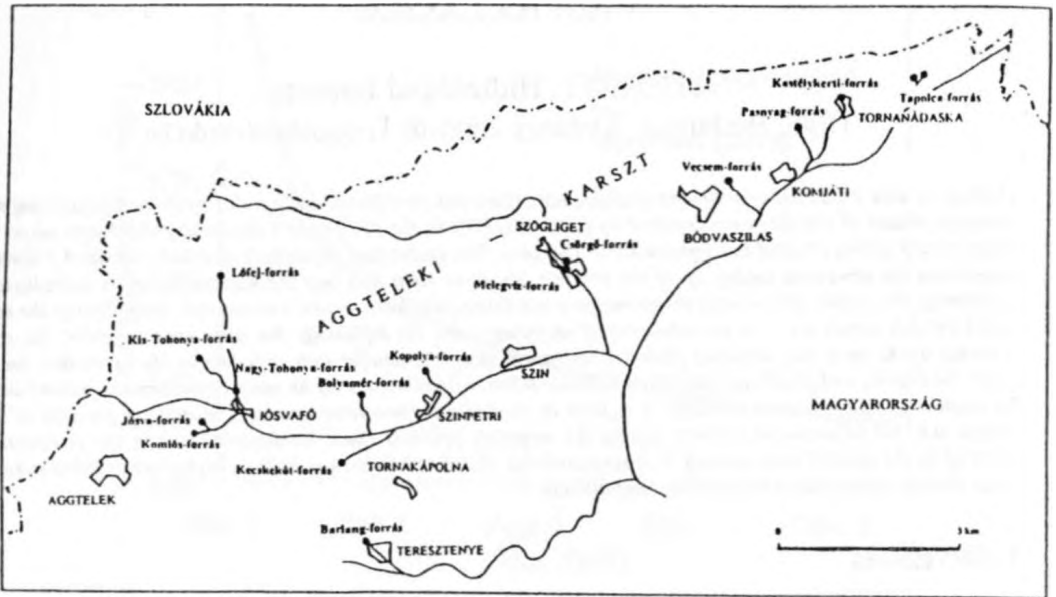 SZLOVÁKIA
Kastélykerti-forrás
Tapolca forrás
Pasnyag-forrás
TORNANÁDASKA
Vecsem-forrás
KOMJÁTI
KARSZT
SZÖGLIGET
BÓDVASZILAS
Csörgő-forrás
Lófej-forrás
Melegvíz-forrás
AGGTELEKI
Kis-Tohonya-forrás
Kopolya-forrás
Nagy-Tohonya-forrás
SZIN
Bolyamér-forrás
JÓSVAFŐ
SZINPETRI
MAGYARORSZÁG
Jósva-forrás
Komlós-forrás
Kecskekút-forrás
TORNAKÁPOLNA
AGGTELEK
Barlang-forrás
TERESZTENYE
0
3 km